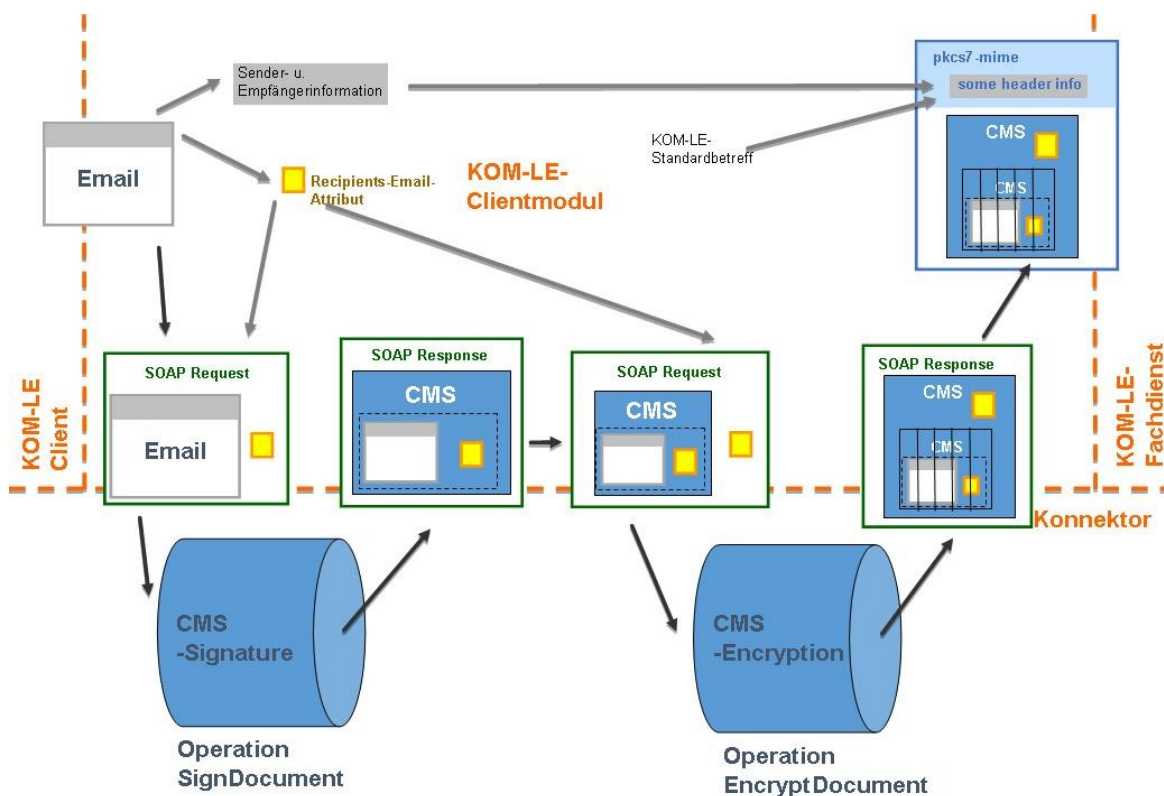 pkcs7-mime
some header info
Sender- u.
Empfängerinformation
KOM-LE-
Standardbetreff
CMS
CMS
Email
Recipients-Email-
Attribut
KOM-LE-
Clientmodul
KOM-LE
Client
SOAP Request
Email
SOAP Response
CMS
SOAP Request
CMS
SOAP Response
CMS
CMS
KOM-LE-
Fachdienst
Konnektor
CMS
-Signature
CMS
-Encryption
Operation
SignDocument
Operation
EncryptDocument